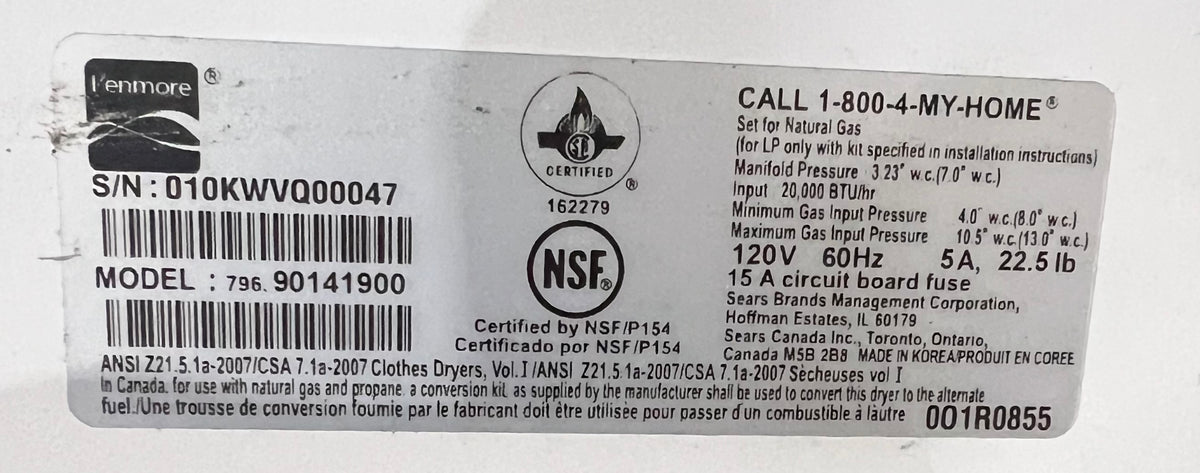 Kenmore ®
S/N : 010KWVQ00047
MODEL : 796. 90141900
CERTIFIED ®
162279
NSF®
Certified by NSF/P154
Certificado por NSF/P154
CALL 1-800-4-MY-HOME®
Set for Natural Gas
(for LP only with kit specified in installation instructions)
Manifold Pressure 3.23" w.c.(7.0" w.c.)
Input 20,000 BTU/hr
Minimum Gas Input Pressure 4.0" w.c.(8.0" w.c.)
Maximum Gas Input Pressure 10.5" w.c.(13.0" w.c.)
120V 60Hz 5A, 22.5 lb
15 A circuit board fuse
Sears Brands Management Corporation,
Hoffman Estates, IL 60179
Sears Canada Inc., Toronto, Ontario,
Canada M5B 2B8 MADE IN KOREA/PRODUIT EN COREE
ANSI Z21.5.1a-2007/CSA 7.1a-2007 Clothes Dryers, Vol.I /ANSI Z21.5.1a-2007/CSA 7.1a-2007 Sècheuses vol I
In Canada. for use with natural gas and propane. a conversion kit, as supplied by the manufacturer shall be used to convert this dryer to the alternate
fuel./Une trousse de conversion foumie par le fabricant doit être utilisée pour passer d'un combustible à làutre 001R0855